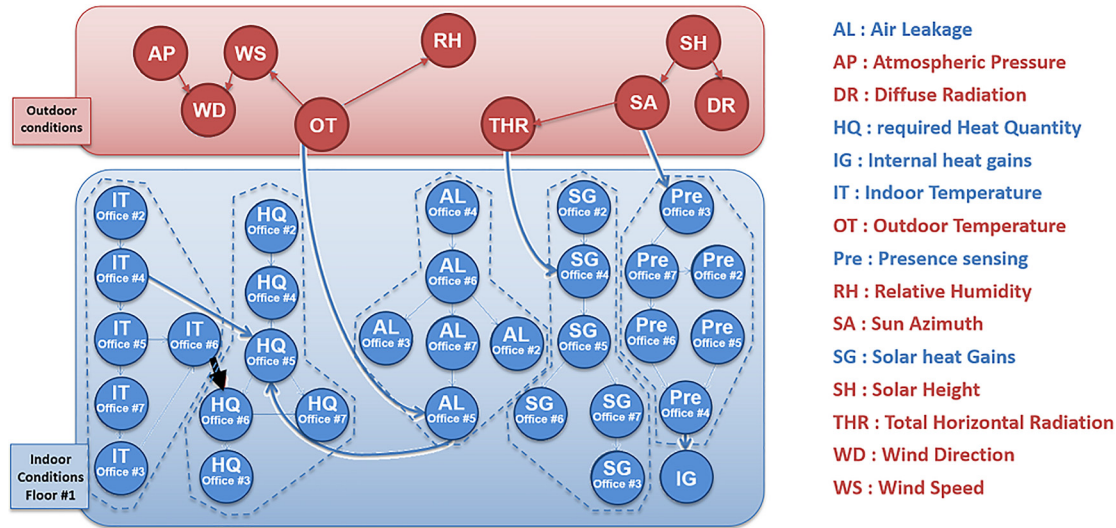 AP
WS
RH
SH
WD
OT
THR
SA
DR
Outdoor
conditions
IT
Office #2
IT
Office #4
IT
Office #5
IT
Office #6
IT
Office #7
IT
Office #3
HQ
Office #2
HQ
Office #4
HQ
Office #5
HQ
Office #6
HQ
Office #7
HQ
Office #3
AL
Office #4
AL
Office #6
AL
Office #3
AL
Office #7
AL
Office #2
AL
Office #5
SG
Office #2
SG
Office #4
SG
Office #5
SG
Office #6
SG
Office #7
SG
Office #3
Pre
Office #3
Pre
Office #7
Pre
Office #2
Pre
Office #6
Pre
Office #5
Pre
Office #4
IG
Indoor
Conditions
Floor #1
AL : Air Leakage
AP : Atmospheric Pressure
DR : Diffuse Radiation
HQ : required Heat Quantity
IG : Internal heat gains
IT : Indoor Temperature
OT : Outdoor Temperature
Pre : Presence sensing
RH : Relative Humidity
SA : Sun Azimuth
SG : Solar heat Gains
SH : Solar Height
THR : Total Horizontal Radiation
WD : Wind Direction
WS : Wind Speed